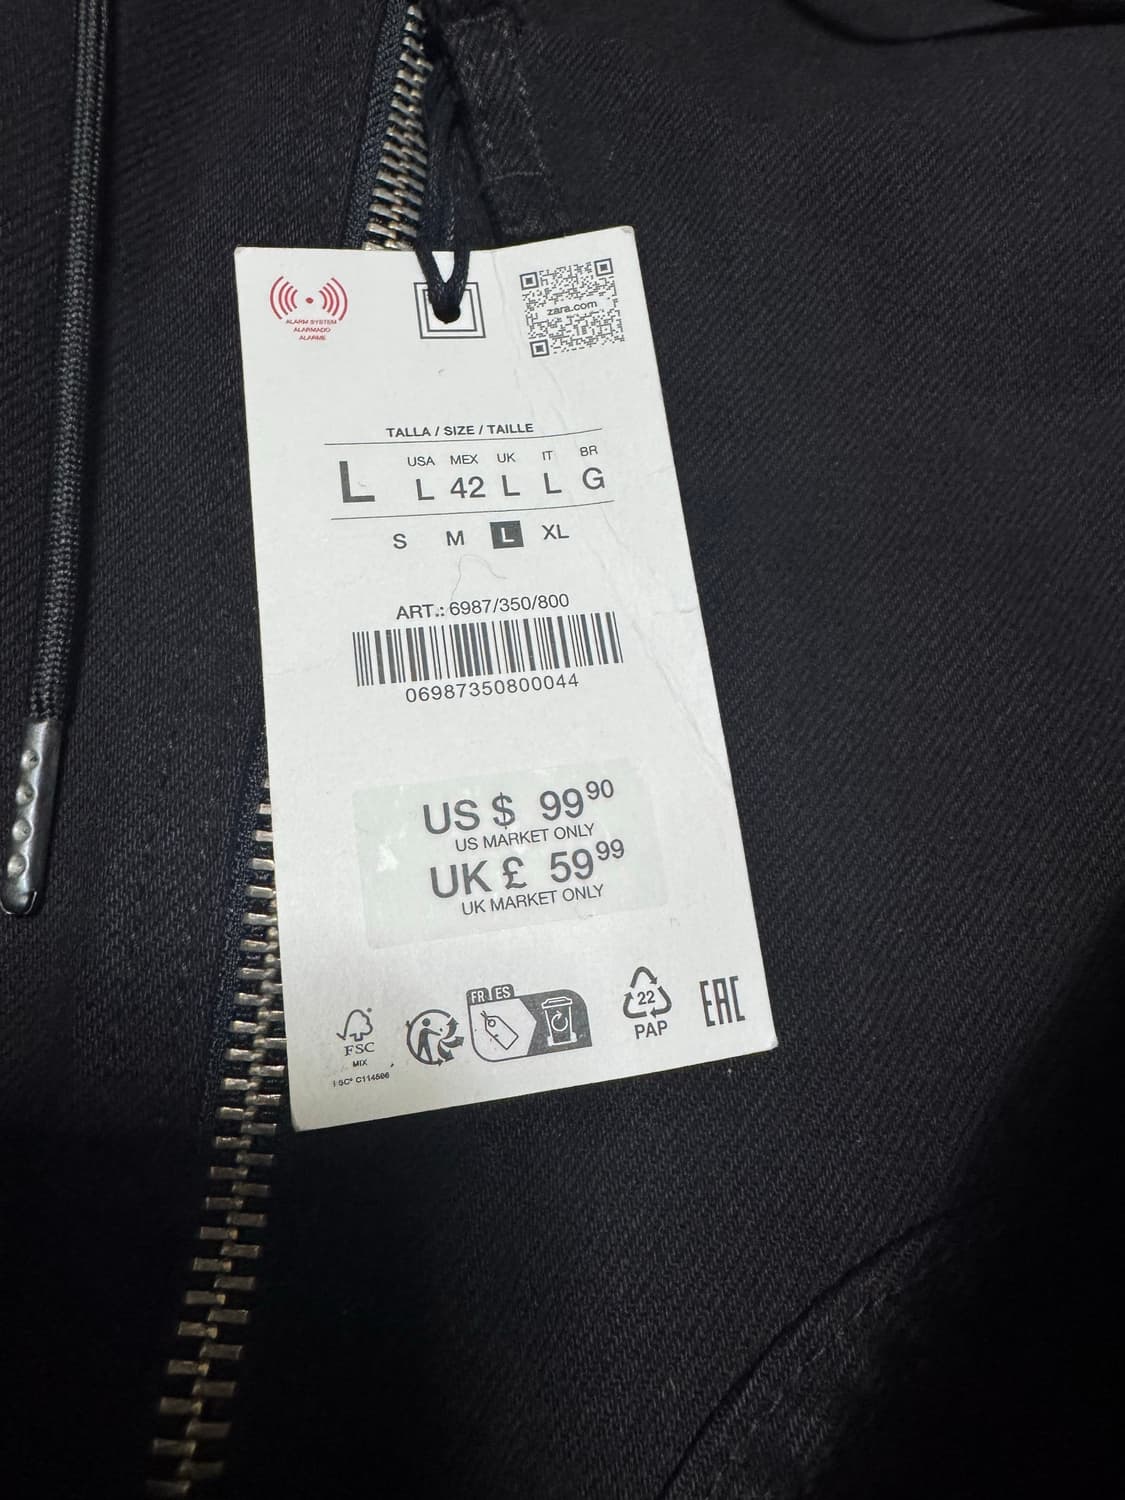 ALARM SYSTEM
ALARMADO
ALARME
zara.com
TALLA / SIZE / TAILLE
USA MEX UK IT BR
L L 42 L L G
S M L XL
ART.: 6987/350/800
06987350800044
US $ 99 90
US MARKET ONLY
UK £ 59 99
UK MARKET ONLY
FR ES
22
PAP
EAC
FSC
MIX
FSC® C114506